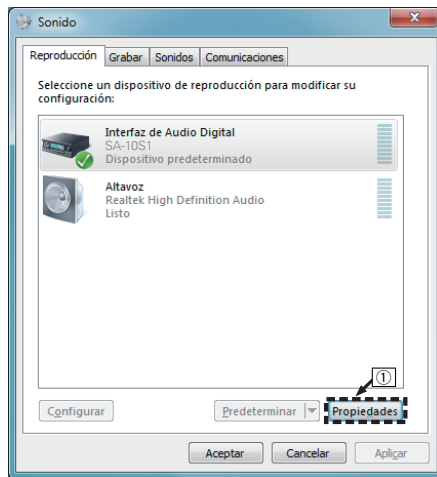 Sonido
Reproducción Grabar Sonidos Comunicaciones
Seleccione un dispositivo de reproducción para modificar su
configuración:
Interfaz de Audio Digital
SA-10S1
Dispositivo predeterminado
Altavoz
Realtek High Definition Audio
Listo
①
Configurar Predeterminar Propiedades
Aceptar Cancelar Aplicar